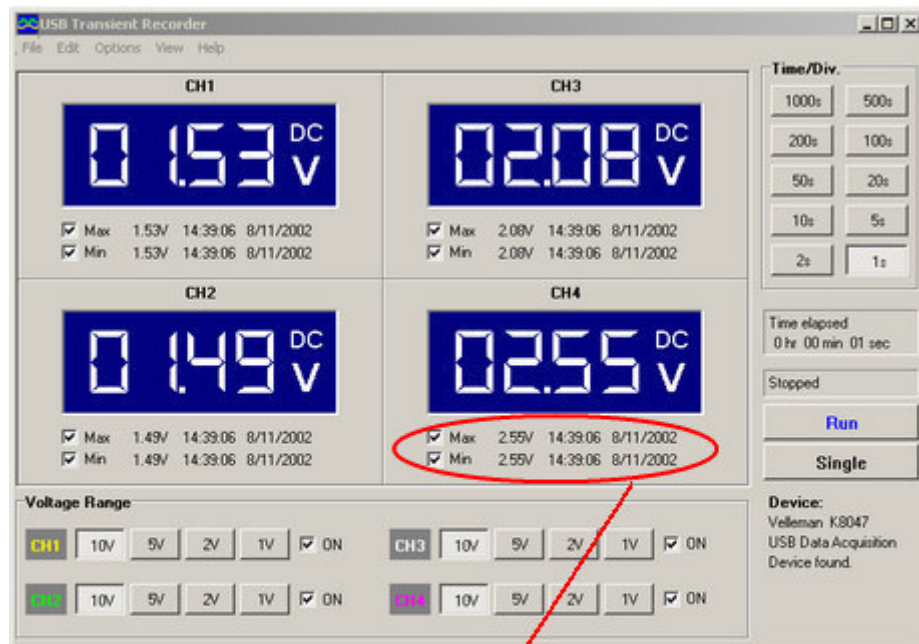 USB Transient Recorder
File Edit Options View Help
CH1
01.53 DC V
Max 1.53V 14:39:06 8/11/2002
Min 1.53V 14:39:06 8/11/2002
CH3
02.08 DC V
Max 2.08V 14:39:06 8/11/2002
Min 2.08V 14:39:06 8/11/2002
CH2
01.49 DC V
Max 1.49V 14:39:06 8/11/2002
Min 1.49V 14:39:06 8/11/2002
CH4
02.55 DC V
Max 2.55V 14:39:06 8/11/2002
Min 2.55V 14:39:06 8/11/2002
Time/Div.
1000s 500s
200s 100s
50s 20s
10s 5s
2s 1s
Time elapsed
0 hr 00 min 01 sec
Stopped
Run
Single
Device:
Velleman K8047
USB Data Acquisition
Device found.
Voltage Range
CH1 10V 5V 2V 1V ON
CH3 10V 5V 2V 1V ON
CH2 10V 5V 2V 1V ON
CH4 10V 5V 2V 1V ON